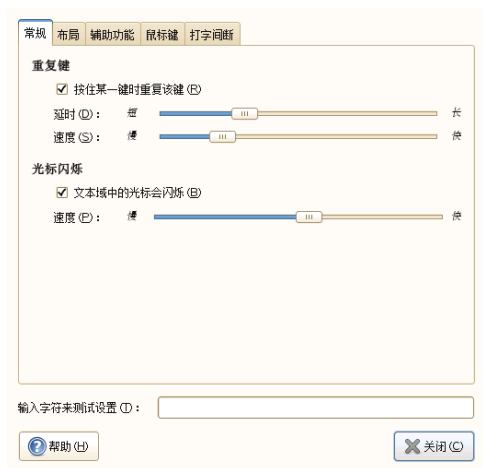 常规 布局 辅助功能 鼠标键 打字间断
重复键
按住某一键时重复该键(R)
延时(D)： 短 长
速度(S)： 慢 快
光标闪烁
文本域中的光标会闪烁(B)
速度(P)： 慢 快
输入字符来测试设置(T)：
帮助(H) 关闭(C)